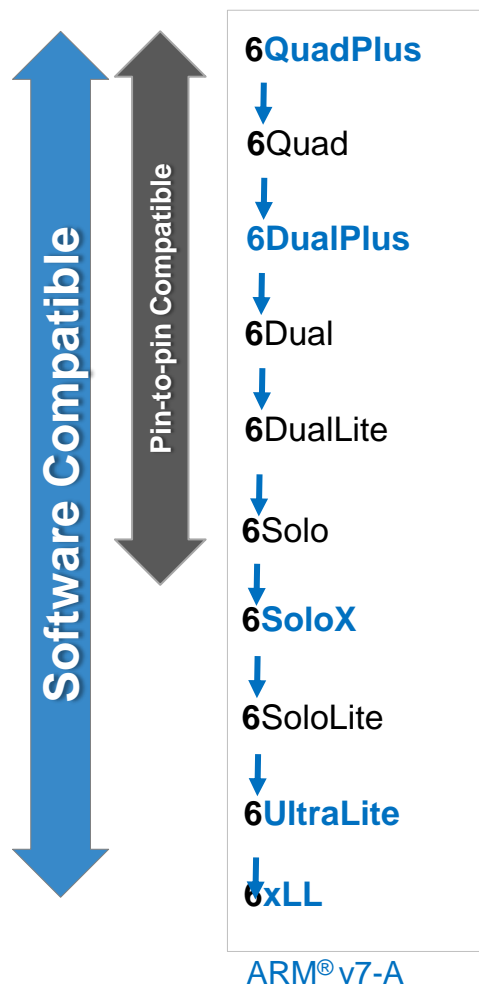 Software Compatible
Pin-to-pin Compatible
6QuadPlus
6Quad
6DualPlus
6Dual
6DualLite
6Solo
6SoloX
6SoloLite
6UltraLite
6xLL
ARM® v7-A